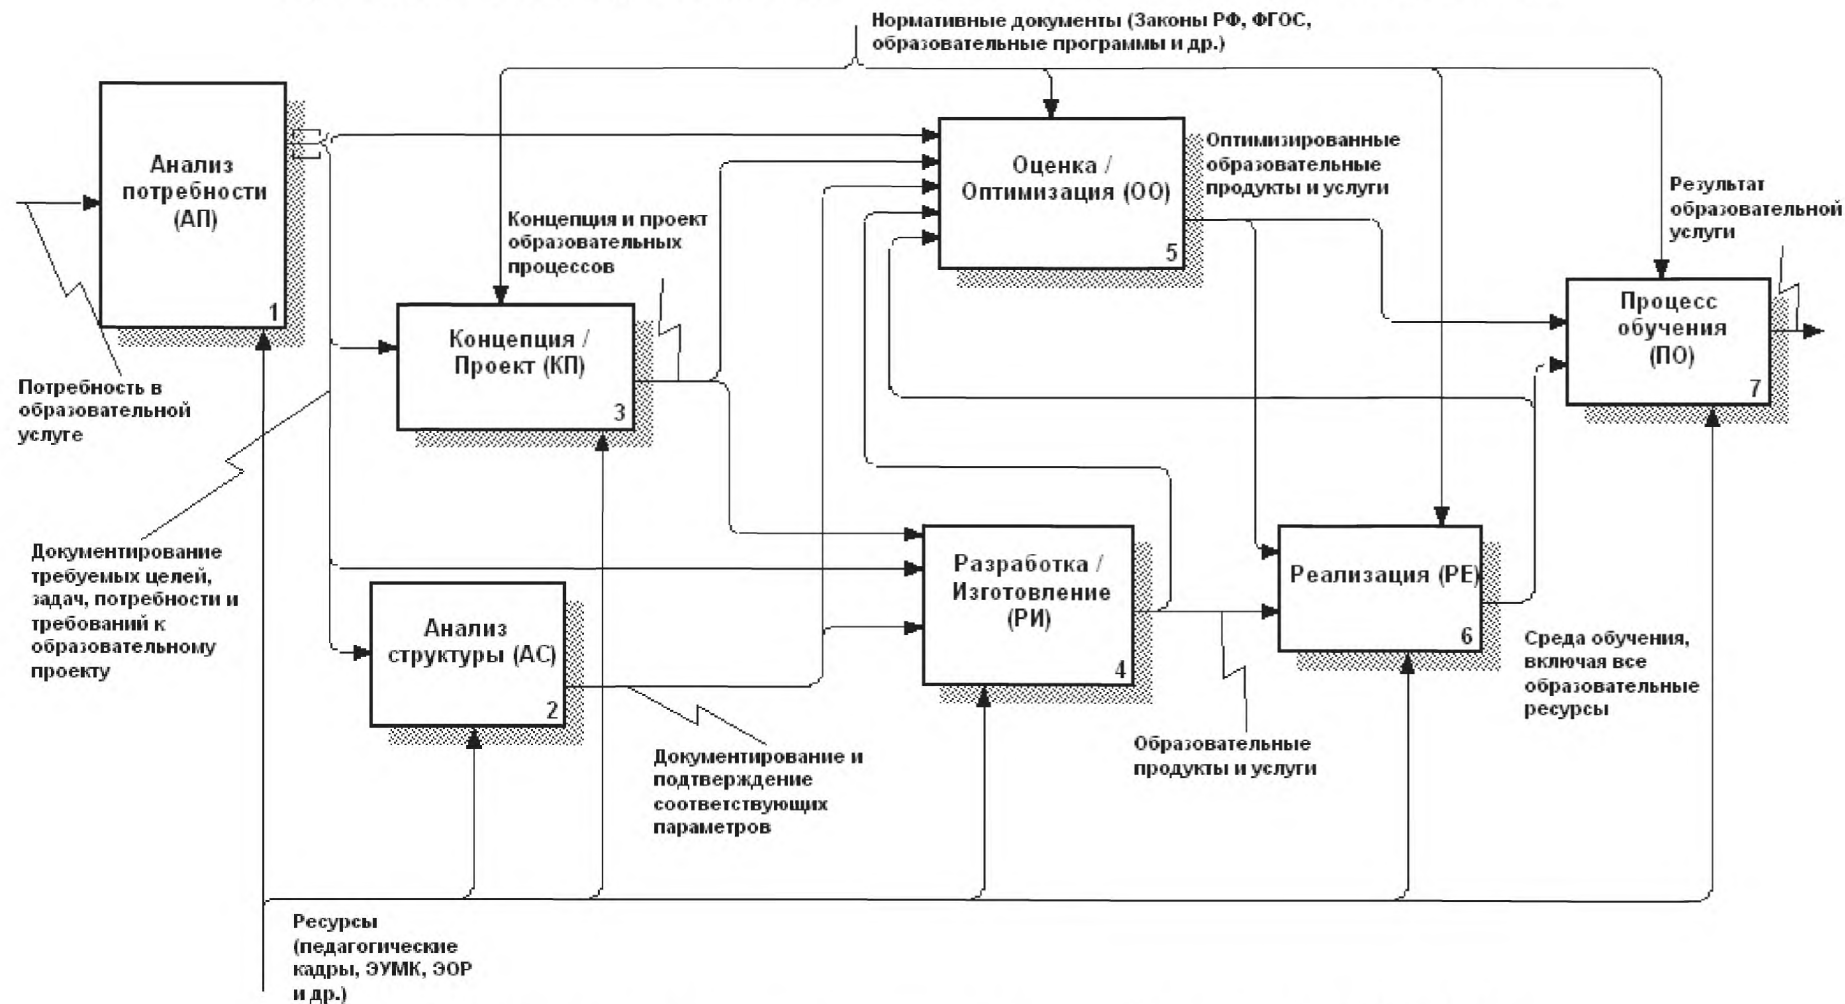 Нормативные документы (Законы РФ, ФГОС,
образовательные программы и др.)
Анализ
потребности
(АП)
1
Оценка /
Оптимизация (ОО)
5
Оптимизированные
образовательные
продукты и услуги
Результат
образовательной
услуги
Концепция и проект
образовательных
процессов
Концепция /
Проект (КП)
3
Процесс
обучения
(ПО)
7
Потребность в
образовательной
услуге
Документирование
требуемых целей,
задач, потребности и
требований к
образовательному
проекту
Анализ
структуры (АС)
2
Разработка /
Изготовление
(РИ)
4
Реализация (РЕ)
6
Среда обучения,
включая все
образовательные
ресурсы
Документирование и
подтверждение
соответствующих
параметров
Образовательные
продукты и услуги
Ресурсы
(педагогические
кадры, ЭУМК, ЭОР
и др.)